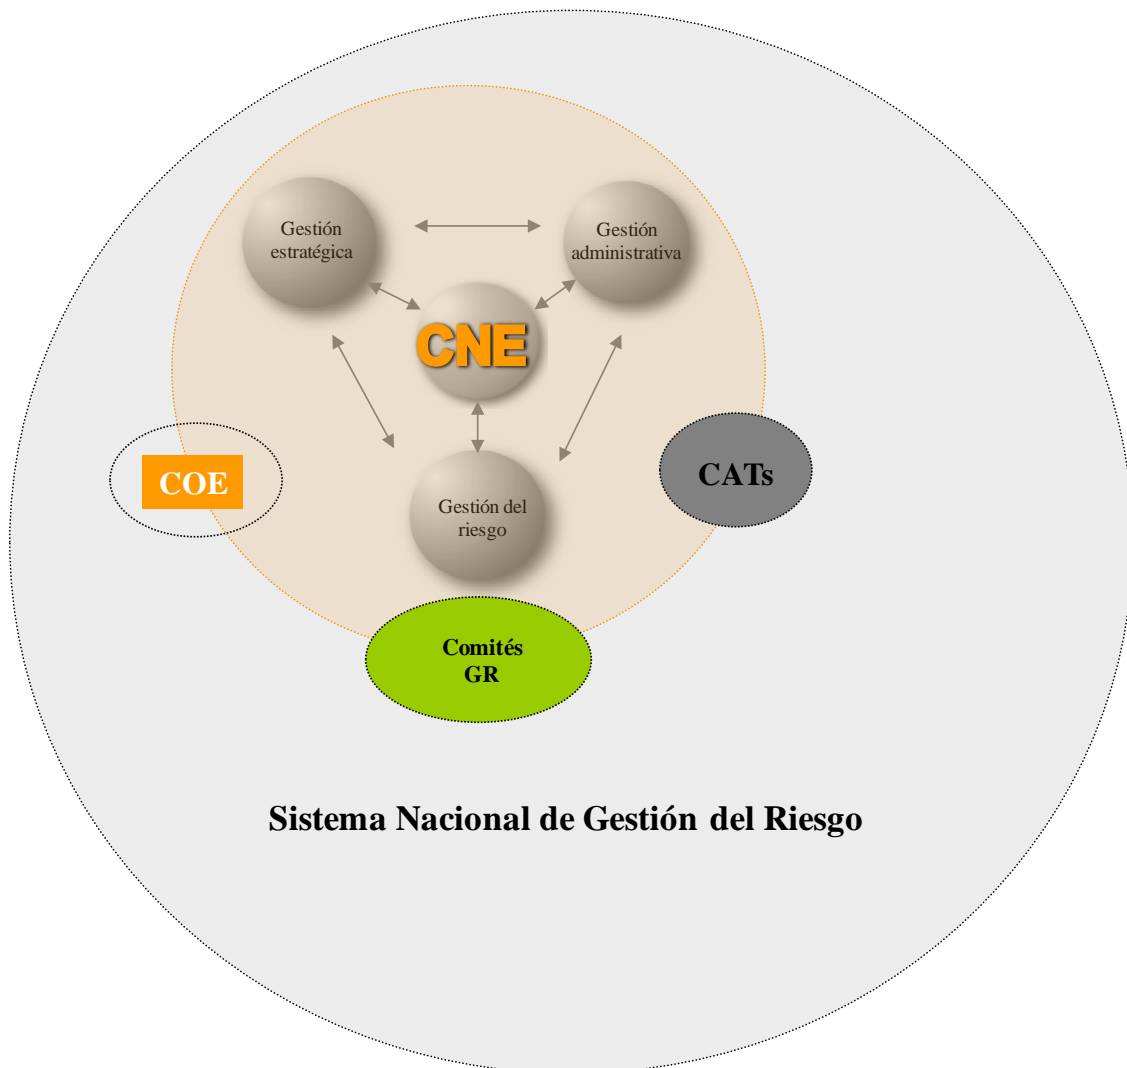 Gestión
estratégica
Gestión
administrativa
CNE
COE
CATs
Gestión del
riesgo
Comités
GR
Sistema Nacional de Gestión del Riesgo